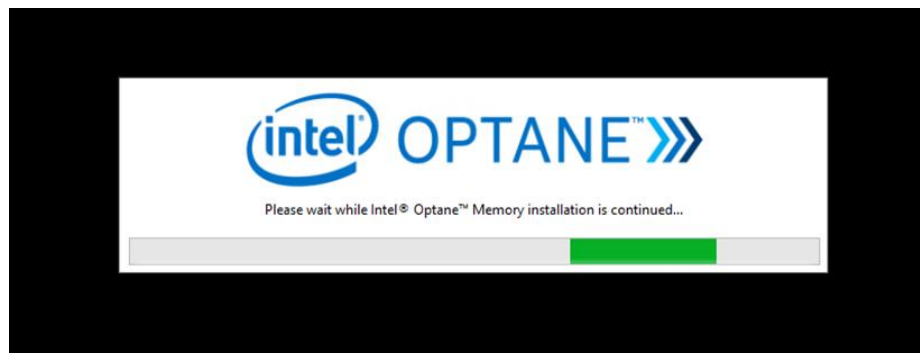 intel® OPTANE™
Please wait while Intel® Optane™ Memory installation is continued...